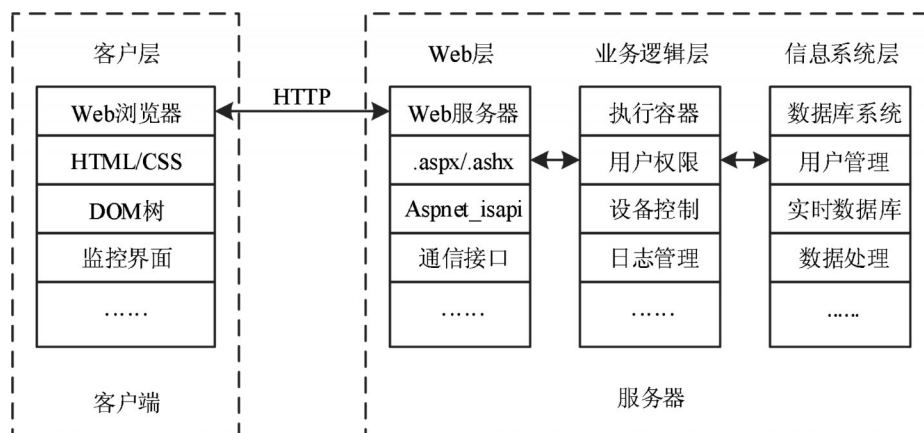 客户层
Web浏览器
HTML/CSS
DOM树
监控界面
……
客户端
HTTP
Web层
Web服务器
.aspx/.ashx
Aspnet_isapi
通信接口
……
业务逻辑层
执行容器
用户权限
设备控制
日志管理
……
信息系统层
数据库系统
用户管理
实时数据库
数据处理
……
服务器